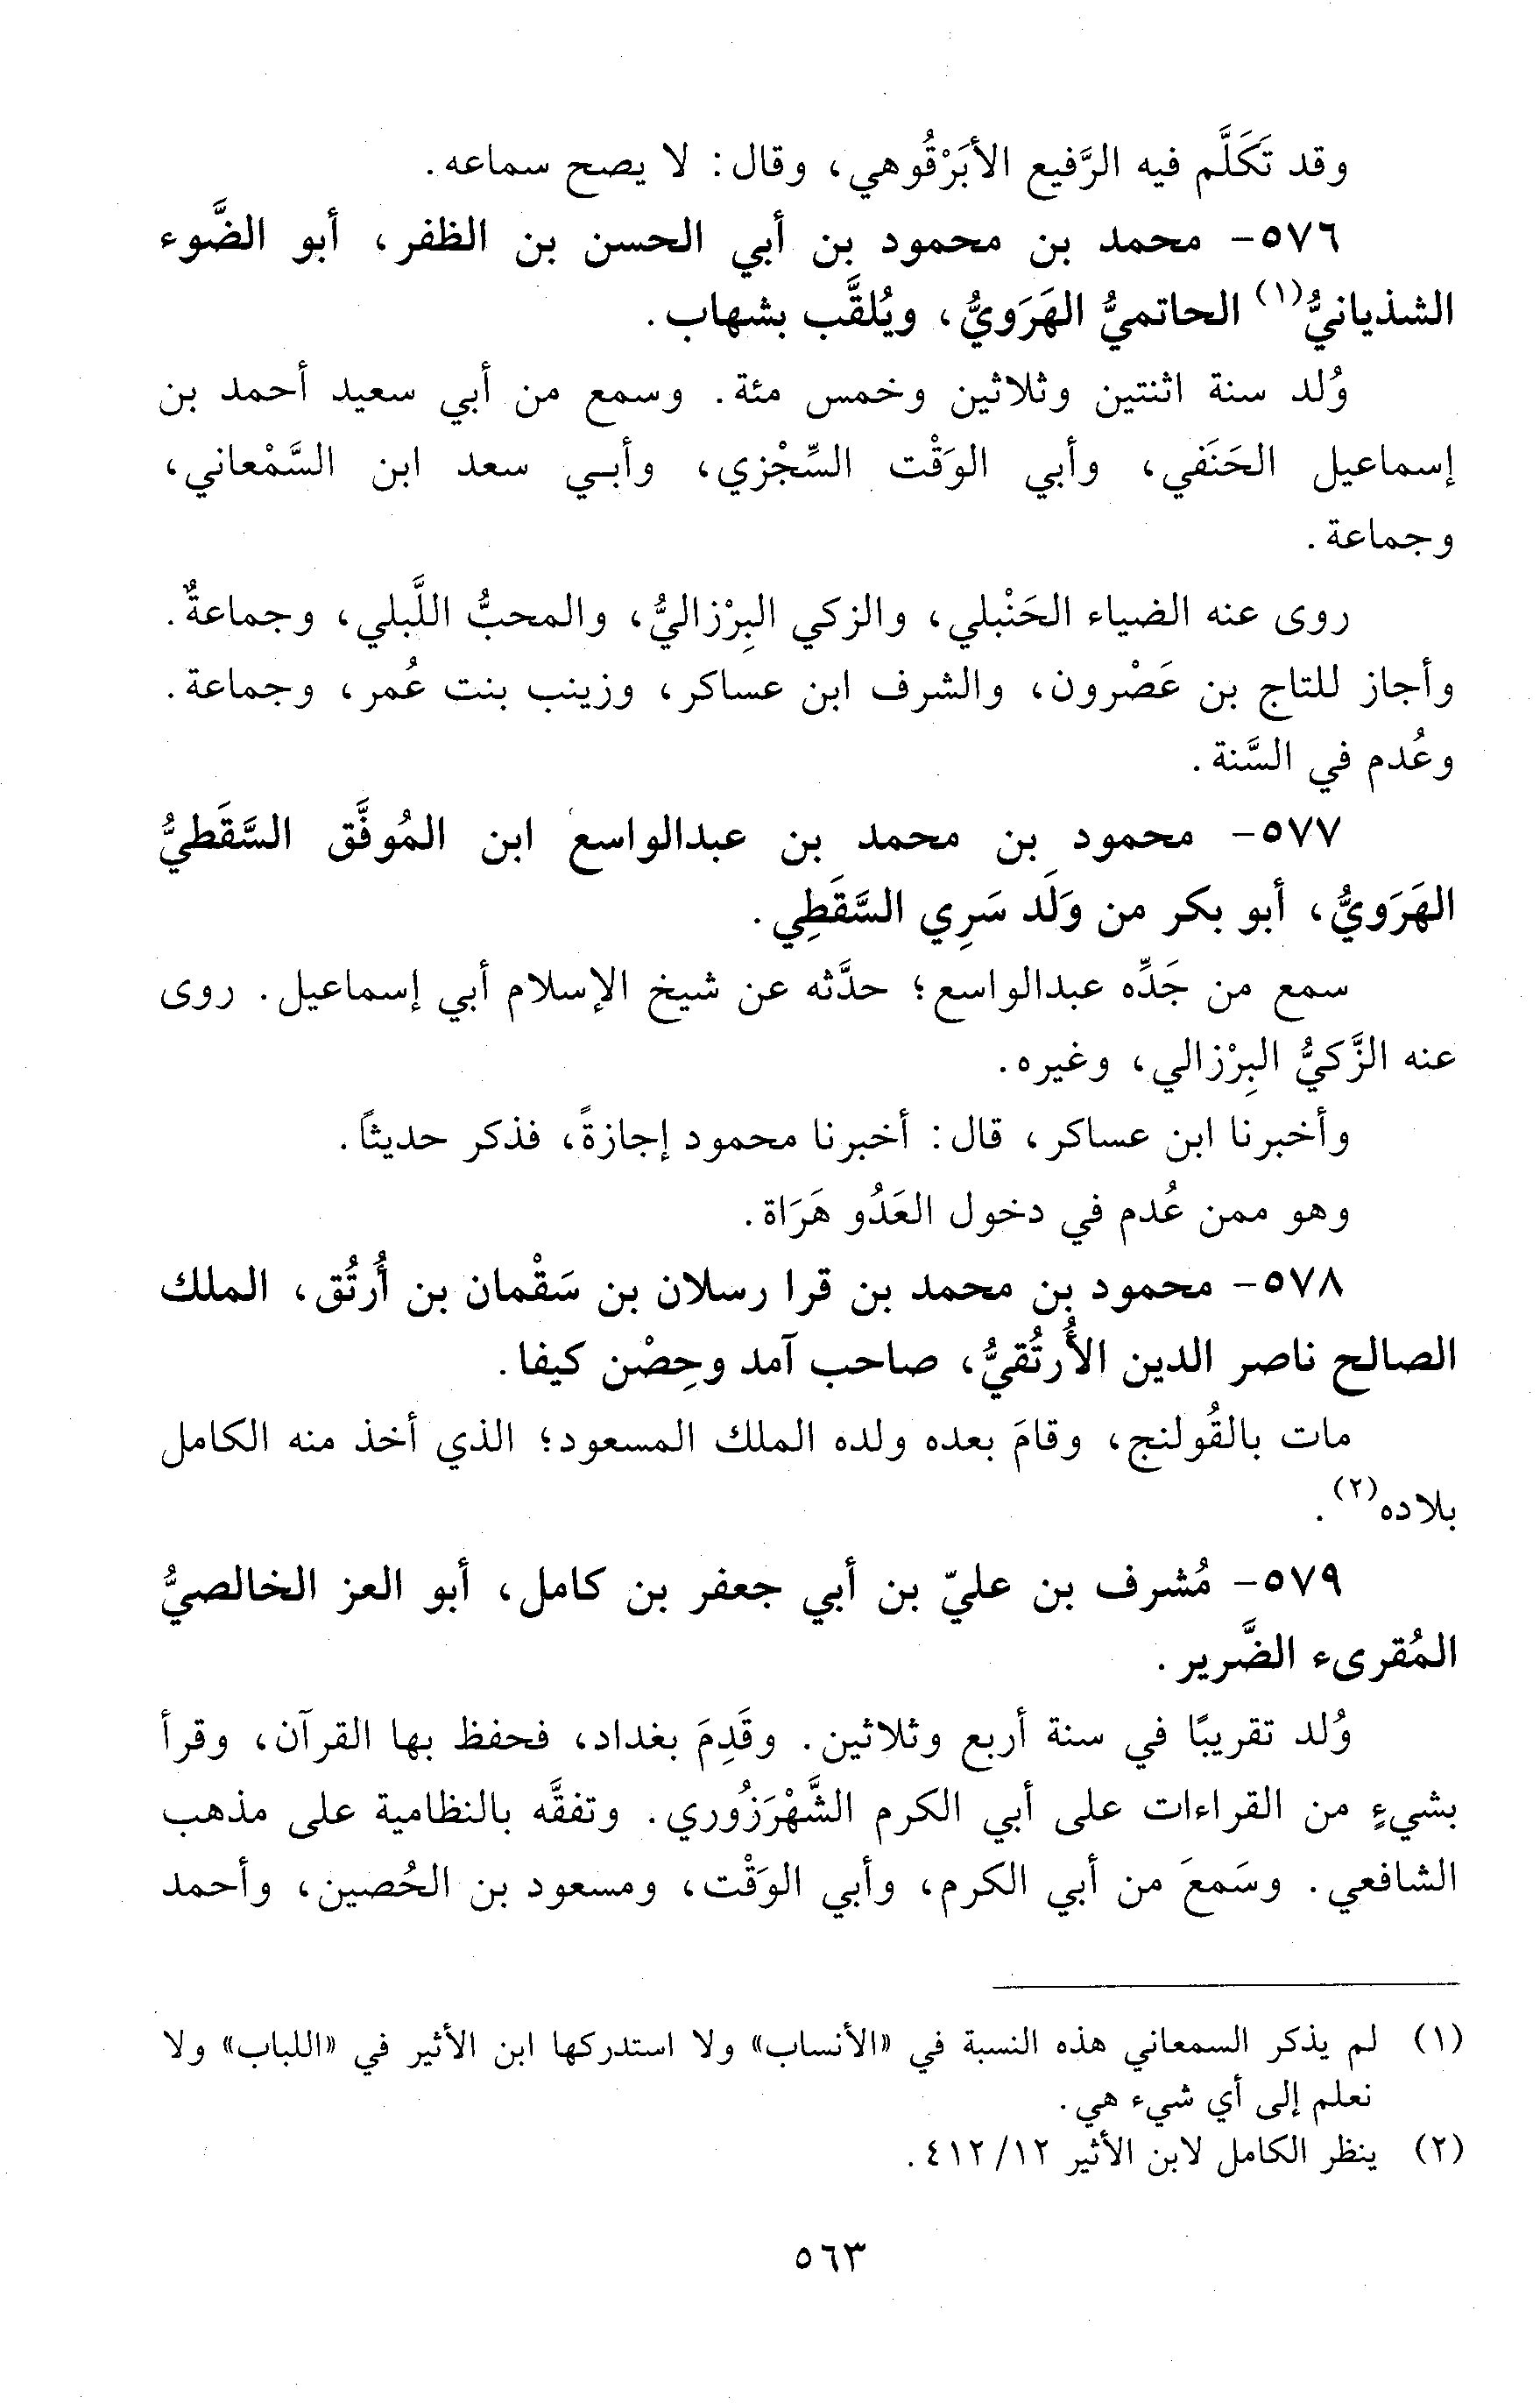 وقد تَكَلَّم فيه الرَّفيع الأبَرْقُوهي، وقال: لا يصح سماعه.
٥٧٦- محمد بن محمود بن أبي الحسن بن الظفر، أبو الضَّوء
الشذيانيُّ(١) الحاتميُّ الهَرَويُّ، ويُلقَّب بشهاب.
وُلد سنة اثنتين وثلاثين وخمس مئة. وسمع من أبي سعيد أحمد بن
إسماعيل الحَنَفي، وأبي الوَقْت السِّجْزي، وأبي سعد ابن السَّمْعاني،
وجماعة.
روى عنه الضياء الحَنْبلي، والزكي البِرْزاليُّ، والمحبُّ اللَّبلي، وجماعةٌ.
وأجاز للتاج بن عَصْرون، والشرف ابن عساكر، وزينب بنت عُمر، وجماعة.
وعُدم في السَّنة.
٥٧٧- محمود بن محمد بن عبدالواسع ابن المُوفَّق السَّقَطيُّ
الهَرَويُّ، أبو بكر من وَلَد سَرِي السَّقَطِي.
سمع من جَدِّه عبدالواسع؛ حدَّثه عن شيخ الإسلام أبي إسماعيل. روى
عنه الزَّكيُّ البِرْزالي، وغيره.
وأخبرنا ابن عساكر، قال: أخبرنا محمود إجازةً، فذكر حديثاً.
وهو ممن عُدم في دخول العَدُو هَرَاة.
٥٧٨- محمود بن محمد بن قرا رسلان بن سَقْمان بن أُرتُق، الملك
الصالح ناصر الدين الأُرتُقيُّ، صاحب آمد وحِصْن كيفا.
مات بالقُولنج، وقامَ بعده ولده الملك المسعود؛ الذي أخذ منه الكامل
بلاده(٢).
٥٧٩- مُشرف بن عليّ بن أبي جعفر بن كامل، أبو العز الخالصيُّ
المُقرىء الضَّرير.
وُلد تقريبًا في سنة أربع وثلاثين. وقَدِمَ بغداد، فحفظ بها القرآن، وقرأ
بشيءٍ من القراءات على أبي الكرم الشَّهْرَزُوري. وتفقَّه بالنظامية على مذهب
الشافعي. وسَمعَ من أبي الكرم، وأبي الوَقْت، ومسعود بن الحُصين، وأحمد
(١) لم يذكر السمعاني هذه النسبة في «الأنساب» ولا استدركها ابن الأثير في «اللباب» ولا
نعلم إلى أي شيء هي.
(٢) ينظر الكامل لابن الأثير ١٢/ ٤١٢.
٥٦٣